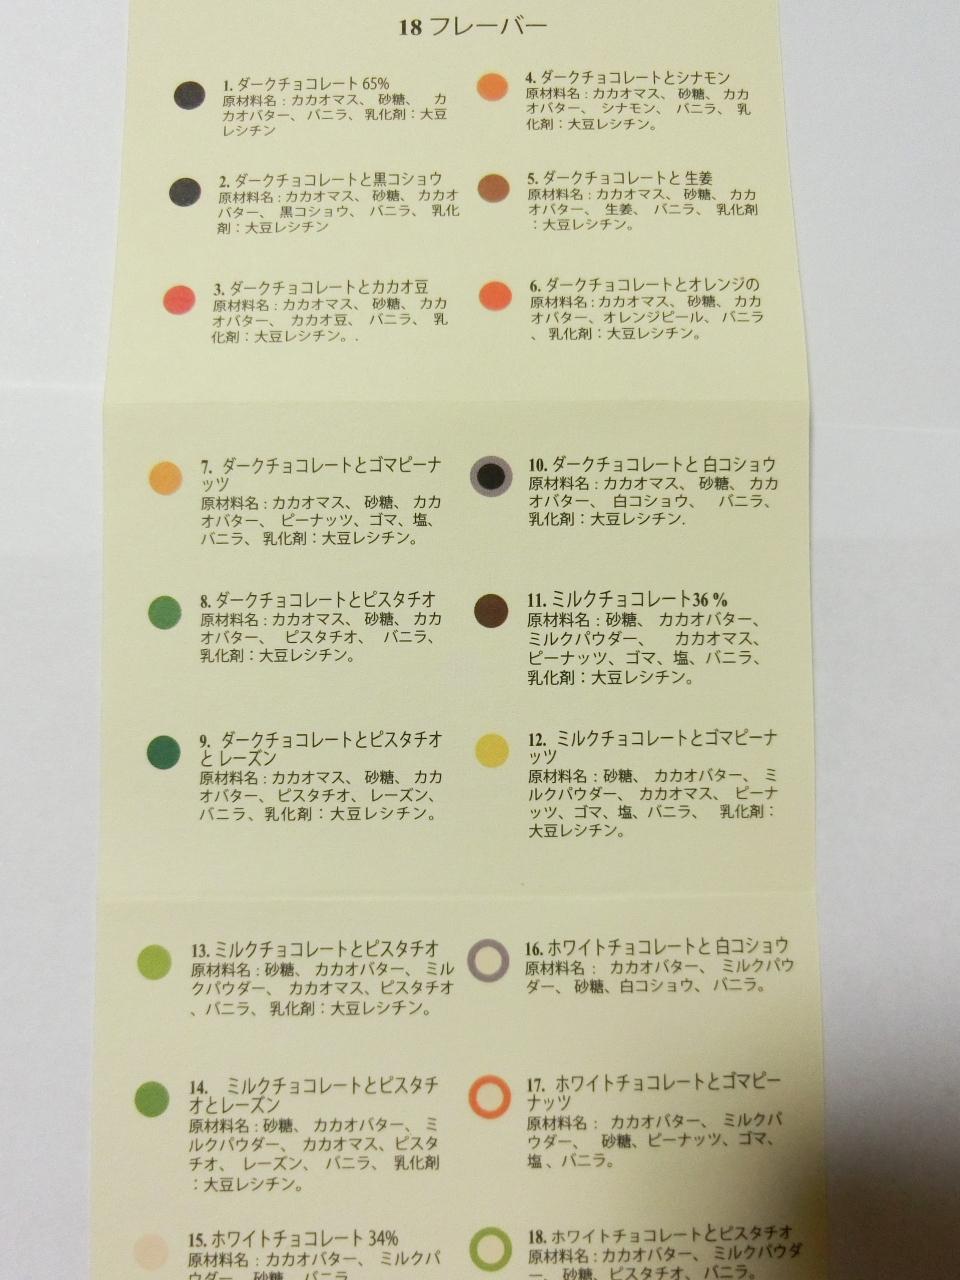 18 フレーバー
1. ダークチョコレート 65%
原材料名：カカオマス、 砂糖、 カ
カオバター、 バニラ、 乳化剤：大豆
レシチン
2. ダークチョコレートと黒コショウ
原材料名：カカオマス、 砂糖、 カカオ
バター、 黒コショウ、 バニラ、 乳化
剤：大豆レシチン
3. ダークチョコレートとカカオ豆
原材料名：カカオマス、 砂糖、 カカ
オバター、 カカオ豆、 バニラ、 乳
化剤：大豆レシチン。.
4. ダークチョコレートとシナモン
原材料名：カカオマス、 砂糖、 カカ
オバター、 シナモン、 バニラ、 乳
化剤：大豆レシチン。
5. ダークチョコレートと 生姜
原材料名：カカオマス、 砂糖、 カカ
オバター、 生姜、 バニラ、 乳化剤
：大豆レシチン。
6. ダークチョコレートとオレンジの
原材料名：カカオマス、 砂糖、 カカ
オバター、オレンジピール、 バニラ
、 乳化剤：大豆レシチン。
7. ダークチョコレートとゴマピーナ
ッツ
原材料名：カカオマス、 砂糖、 カカ
オバター、 ピーナッツ、ゴマ、塩、
バニラ、 乳化剤：大豆レシチン。
8. ダークチョコレートとピスタチオ
原材料名：カカオマス、 砂糖、 カカ
オバター、 ピスタチオ、 バニラ、
乳化剤：大豆レシチン。
9. ダークチョコレートとピスタチオ
と レーズン
原材料名：カカオマス、 砂糖、 カカ
オバター、 ピスタチオ、 レーズン、
バニラ、乳化剤：大豆レシチン。
10. ダークチョコレートと 白コショウ
原材料名：カカオマス、 砂糖、 カカ
オバター、 白コショウ、 バニラ、
乳化剤：大豆レシチン.
11. ミルクチョコレート36 %
原材料名：砂糖、 カカオバター、
ミルクパウダー、 カカオマス、
ピーナッツ、ゴマ、塩、バニラ、
乳化剤：大豆レシチン。
12. ミルクチョコレートとゴマピーナ
ッツ
原材料名：砂糖、 カカオバター、 ミ
ルクパウダー、 カカオマス、 ピーナ
ッツ、ゴマ、塩、バニラ、 乳化剤：
大豆レシチン。
13. ミルクチョコレートとピスタチオ
原材料名：砂糖、 カカオバター、 ミル
クパウダー、 カカオマス、ピスタチオ
、バニラ、 乳化剤：大豆レシチン。
14. ミルクチョコレートとピスタチ
オとレーズン
原材料名：砂糖、 カカオバター、 ミ
ルクパウダー、 カカオマス、ピスタ
チオ、 レーズン、 バニラ、 乳化剤
：大豆レシチン。
15. ホワイトチョコレート 34%
原材料名：カカオバター、 ミルクパ
ウダー、 砂糖、 バニラ
16. ホワイトチョコレートと 白コショウ
原材料名： カカオバター、 ミルクパウ
ダー、 砂糖、白コショウ、 バニラ。
17. ホワイトチョコレートとゴマピー
ナッツ
原材料名： カカオバター、 ミルクパ
ウダー、 砂糖、ピーナッツ、ゴマ、
塩 、バニラ。
18. ホワイトチョコレートとピスタチオ
原材料名：カカオバター、 ミルクパウダ
ー、 砂糖、ピスタチオ、 バニラ。